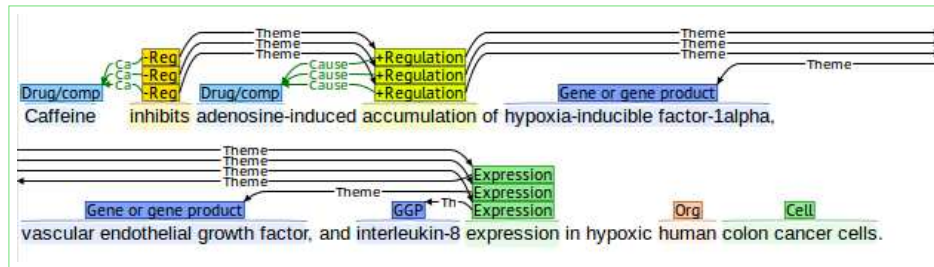 Theme Theme
Theme Theme
Ca -Reg Theme Cause +Regulation Theme
Ca -Reg Cause +Regulation Theme
Drug/comp Ca -Reg Drug/comp Cause +Regulation Gene or gene product
Caffeine inhibits adenosine-induced accumulation of hypoxia-inducible factor-1alpha,
Theme
Theme
Theme
Theme Expression
Theme Expression
Gene or gene product GGP Th Expression Org Cell
vascular endothelial growth factor, and interleukin-8 expression in hypoxic human colon cancer cells.